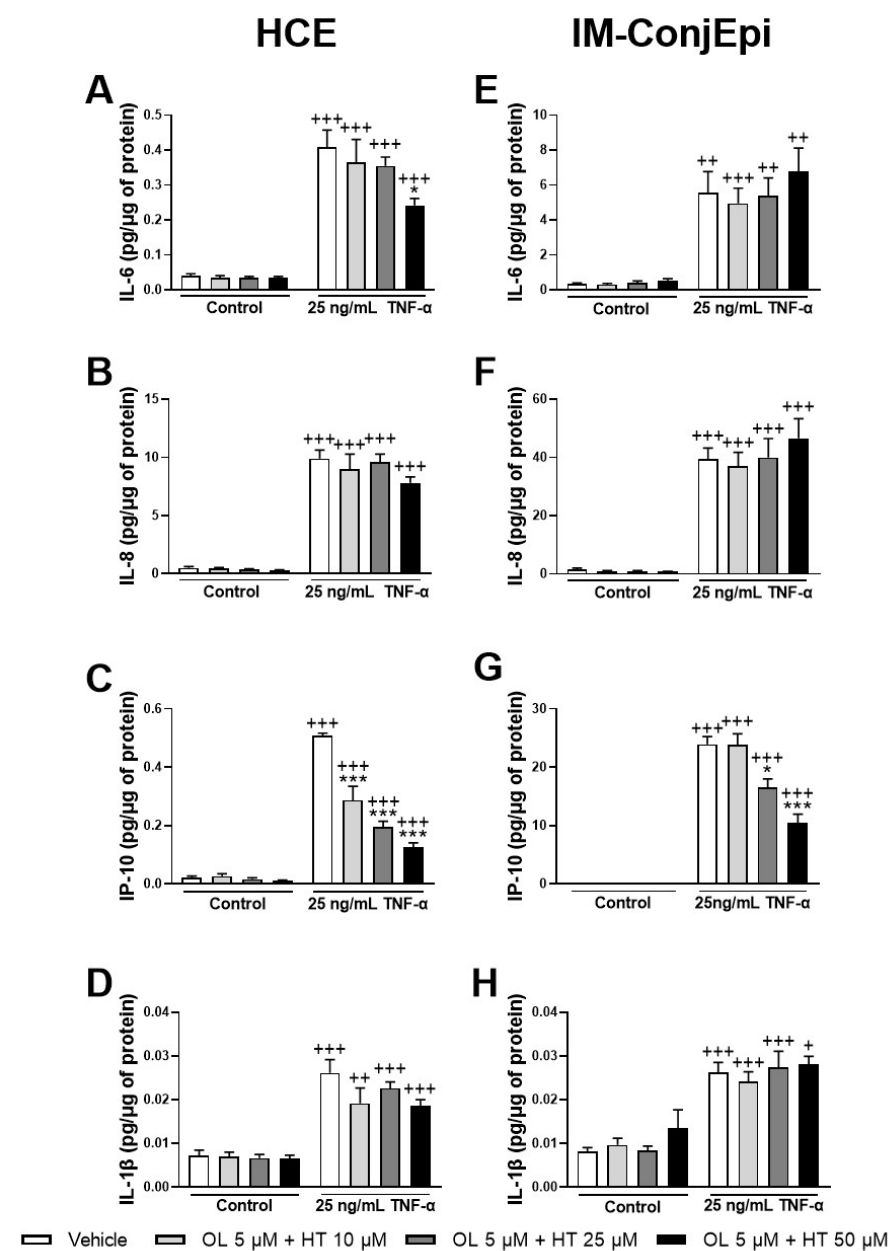 HCE IM-ConjEpi
A E
IL-6 (pg/µg of protein)
0.5
0.4
0.3
0.2
0.1
0.0
+++ +++ +++ +++
*
Control 25 ng/mL TNF-α
IL-6 (pg/µg of protein)
10
8
6
4
2
0
++ +++ ++ ++
Control 25 ng/mL TNF-α
B F
IL-8 (pg/µg of protein)
15
10
5
0
+++ +++ +++ +++
Control 25 ng/mL TNF-α
IL-8 (pg/µg of protein)
60
40
20
0
+++ +++ +++ +++
Control 25 ng/mL TNF-α
C G
IP-10 (pg/µg of protein)
0.6
0.4
0.2
0.0
+++ +++ +++ +++
*** *** ***
Control 25 ng/mL TNF-α
IP-10 (pg/µg of protein)
30
20
10
0
+++ +++ +++ +++
* ***
Control 25ng/mL TNF-α
D H
IL-1β (pg/µg of protein)
0.04
0.03
0.02
0.01
0.00
+++ ++ +++ +++
Control 25 ng/mL TNF-α
IL-1β (pg/µg of protein)
0.04
0.03
0.02
0.01
0.00
+++ +++ +++ +
Control 25 ng/mL TNF-α
Vehicle OL 5 µM + HT 10 µM OL 5 µM + HT 25 µM OL 5 µM + HT 50 µM